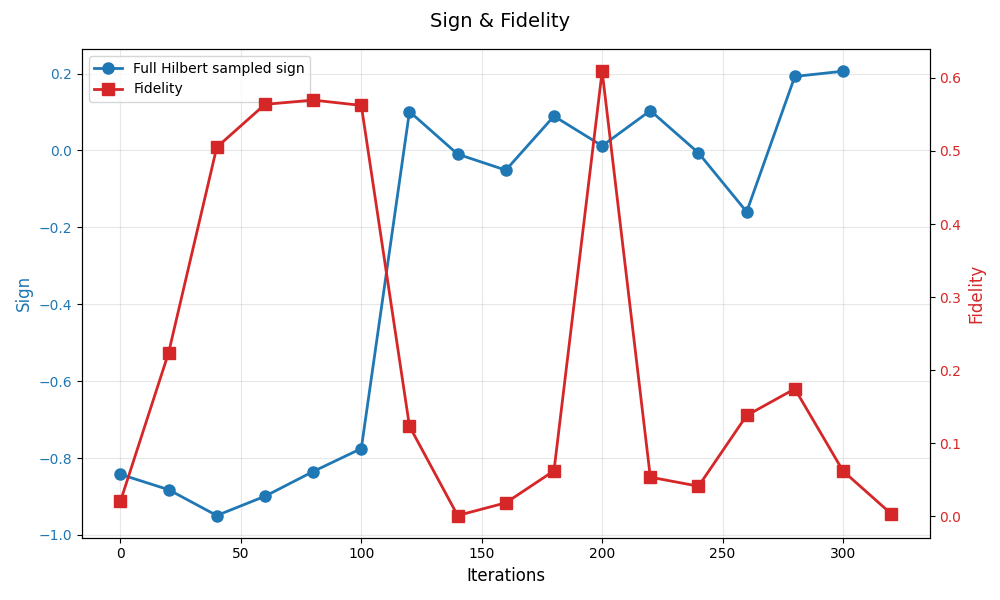 Sign & Fidelity
Full Hilbert sampled sign
Fidelity
0.2
0.0
−0.2
−0.4
−0.6
−0.8
−1.0
Sign
0.6
0.5
0.4
0.3
0.2
0.1
0.0
Fidelity
0 50 100 150 200 250 300
Iterations